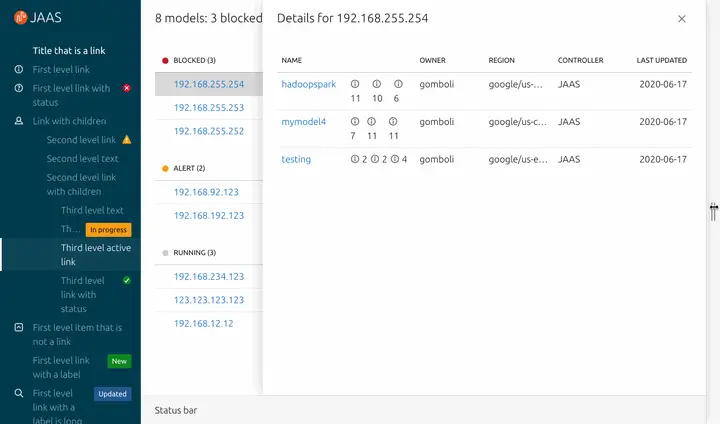 JAAS
Title that is a link
First level link
First level link with
status
Link with children
Second level link
Second level text
Second level link
with children
Third level text
Th... In progress
Third level active
link
Third level
link with
status
First level item that is
not a link
First level link New
with a label
First level Updated
link with a
label is long
8 models: 3 blocked
BLOCKED (3)
192.168.255.254
192.168.255.253
192.168.255.252
ALERT (2)
192.168.92.123
192.168.192.123
RUNNING (3)
192.168.234.123
123.123.123.123
192.168.12.12
Details for 192.168.255.254
NAME OWNER REGION CONTROLLER LAST UPDATED
hadoopspark 11 10 6 gomboli google/us-... JAAS 2020-06-17
mymodel4 7 11 11 gomboli google/us-c... JAAS 2020-06-17
testing 2 2 4 gomboli google/us-e... JAAS 2020-06-17
Status bar